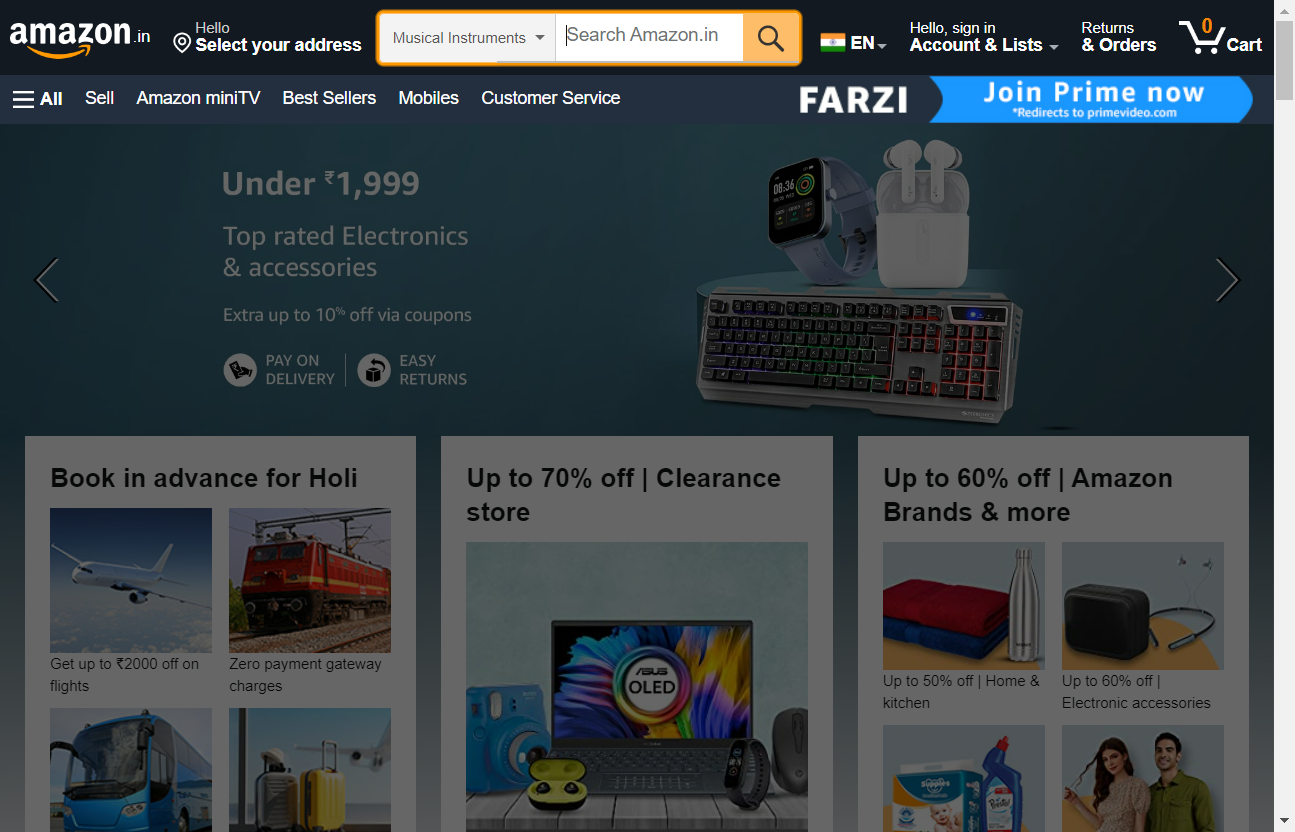 amazon.in
Hello
Select your address
Musical Instruments
Search Amazon.in
EN
Hello, sign in
Account & Lists
Returns
& Orders
0
Cart
All
Sell
Amazon miniTV
Best Sellers
Mobiles
Customer Service
FARZI
Join Prime now
*Redirects to primevideo.com
Under ₹1,999
Top rated Electronics
& accessories
Extra up to 10% off via coupons
PAY ON
DELIVERY
EASY
RETURNS
08:36
Book in advance for Holi
Get up to ₹2000 off on
flights
Zero payment gateway
charges
Up to 70% off | Clearance
store
ASUS
OLED
Up to 60% off | Amazon
Brands & more
Up to 50% off | Home &
kitchen
Up to 60% off |
Electronic accessories